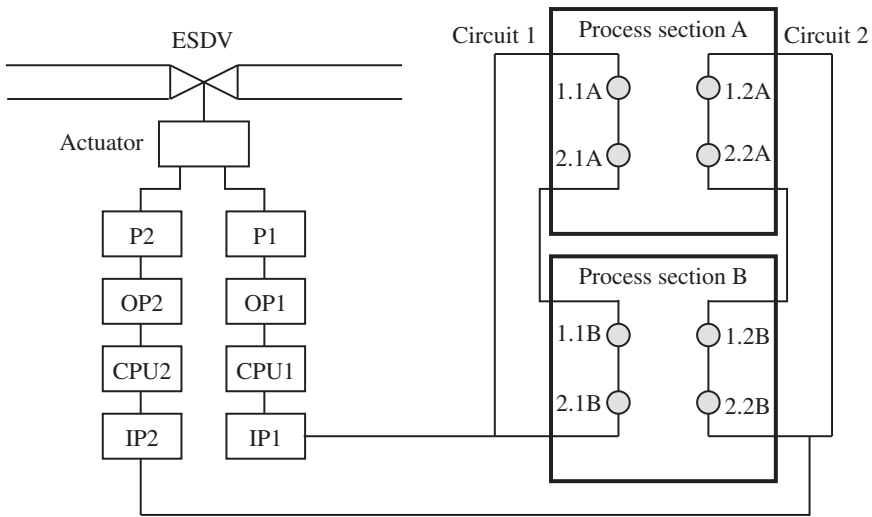 ESDV
Actuator
P2
P1
OP2
OP1
CPU2
CPU1
IP2
IP1
Circuit 1
Process section A
Circuit 2
1.1A
1.2A
2.1A
2.2A
Process section B
1.1B
1.2B
2.1B
2.2B